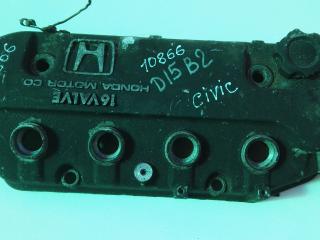 10866
D15B2
CIVIC
HONDA MOTOR CO.
16 VALVE